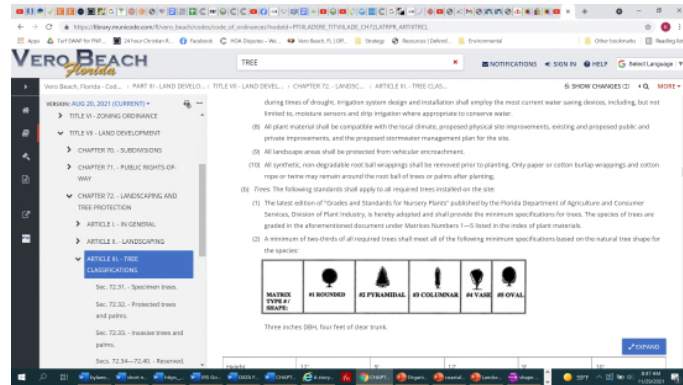 https://library.municode.com/fl/vero_beach/codes/code_of_ordinances?nodeId=
Apps
Facebook
Strategy
Environmental
Other bookmarks
Reading list
VERO BEACH
Florida
TREE
NOTIFICATIONS
SIGN IN
HELP
Select Language
Vero Beach, Florida - Cod...
PART III - LAND DEVELO...
TITLE VII - LAND DEVEL...
CHAPTER 72. - LANDSC...
ARTICLE III. - TREE CLAS...
SHOW CHANGES
MORE
VERSION: AUG 20, 2021 (CURRENT)
TITLE VI - ZONING ORDINANCE
TITLE VII - LAND DEVELOPMENT
CHAPTER 70. - SUBDIVISIONS
CHAPTER 71. - PUBLIC RIGHTS-OF-
WAY
CHAPTER 72. - LANDSCAPING AND
TREE PROTECTION
ARTICLE I. - IN GENERAL
ARTICLE II. - LANDSCAPING
ARTICLE III. - TREE
CLASSIFICATIONS
Sec. 72.31. - Specimen trees.
Sec. 72.32. - Protected trees
and palms.
Sec. 72.33. - Invasive trees and
palms.
Secs. 72.34—72.40. - Reserved.
during times of drought. Irrigation system design and installation shall employ the most current water saving devices, including, but not
limited to, moisture sensors and drip irrigation where appropriate to conserve water.
(8) All plant material shall be compatible with the local climate, proposed physical site improvements, existing and proposed public and
private improvements, and the proposed stormwater management plan for the site.
(9) All landscape areas shall be protected from vehicular encroachment.
(10) All synthetic, non-degradable root ball wrappings shall be removed prior to planting. Only paper or cotton burlap wrappings and cotton
rope or twine may remain around the root ball of trees or palms after planting.
(b) Trees. The following standards shall apply to all required trees installed on the site:
(1) The latest edition of "Grades and Standards for Nursery Plants" published by the Florida Department of Agriculture and Consumer
Services, Division of Plant Industry, is hereby adopted and shall provide the minimum specifications for trees. The species of trees are
graded in the aforementioned document under Matrices Numbers 1—5 listed in the index of plant materials.
(2) A minimum of two-thirds of all required trees shall meet all of the following minimum specifications based on the natural tree shape for
the species:
MATRIX
TYPE # /
SHAPE:
#1 ROUNDED
#2 PYRAMIDAL
#3 COLUMNAR
#4 VASE
#5 OVAL
Three inches DBH, four feet of clear trunk.
EXPAND
Height
59°F
8:41 AM
11/29/2021